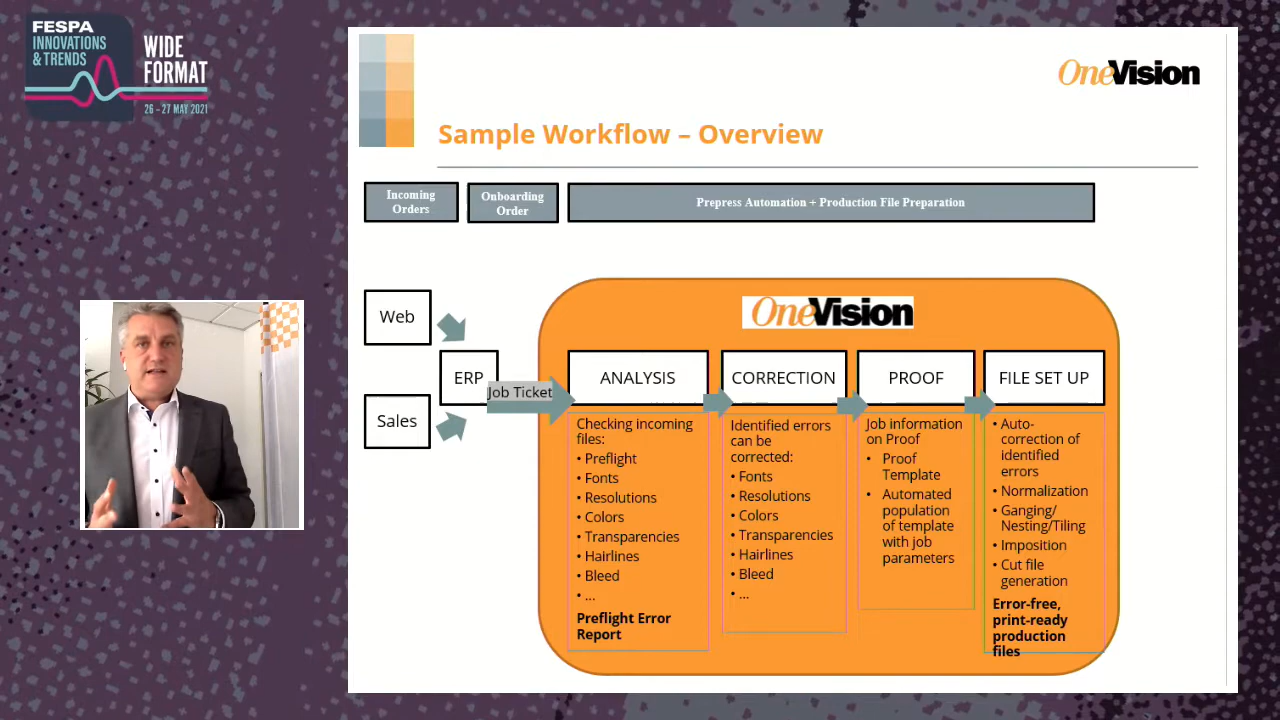 FESPA
INNOVATIONS
& TRENDS
WIDE
FORMAT
26 – 27 MAY 2021
OneVision
Sample Workflow – Overview
Incoming
Orders
Onboarding
Order
Prepress Automation + Production File Preparation
OneVision
Web
Sales
ERP
Job Ticket
ANALYSIS
Checking incoming
files:
• Preflight
• Fonts
• Resolutions
• Colors
• Transparencies
• Hairlines
• Bleed
• ...
Preflight Error
Report
CORRECTION
Identified errors
can be
corrected:
• Fonts
• Resolutions
• Colors
• Transparencies
• Hairlines
• Bleed
• ...
PROOF
Job information
on Proof
• Proof
Template
• Automated
population
of template
with job
parameters
FILE SET UP
• Auto-
correction of
identified
errors
• Normalization
• Ganging/
Nesting/Tiling
• Imposition
• Cut file
generation
Error-free,
print-ready
production
files